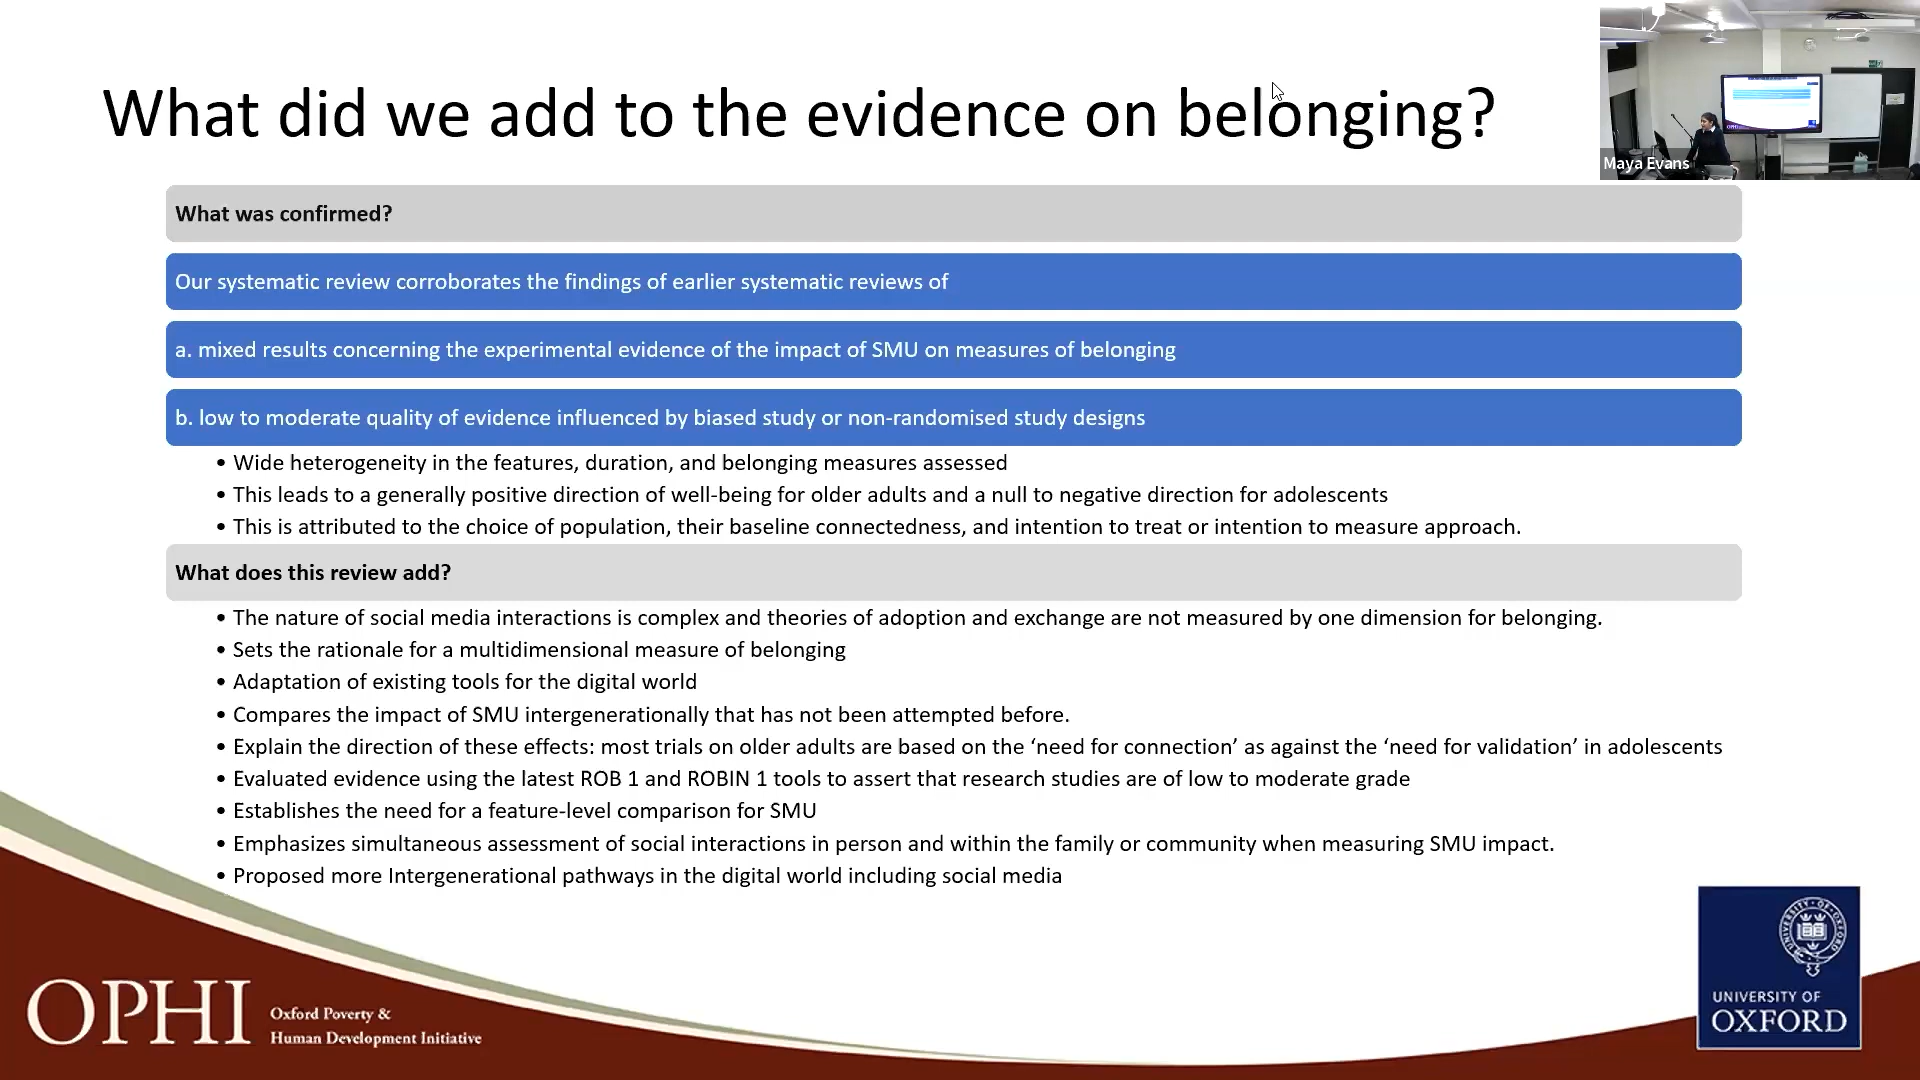 What did we add to the evidence on belonging?
Maya Evans
What was confirmed?
Our systematic review corroborates the findings of earlier systematic reviews of
a. mixed results concerning the experimental evidence of the impact of SMU on measures of belonging
b. low to moderate quality of evidence influenced by biased study or non-randomised study designs
• Wide heterogeneity in the features, duration, and belonging measures assessed
• This leads to a generally positive direction of well-being for older adults and a null to negative direction for adolescents
• This is attributed to the choice of population, their baseline connectedness, and intention to treat or intention to measure approach.
What does this review add?
• The nature of social media interactions is complex and theories of adoption and exchange are not measured by one dimension for belonging.
• Sets the rationale for a multidimensional measure of belonging
• Adaptation of existing tools for the digital world
• Compares the impact of SMU intergenerationally that has not been attempted before.
• Explain the direction of these effects: most trials on older adults are based on the ‘need for connection’ as against the ‘need for validation’ in adolescents
• Evaluated evidence using the latest ROB 1 and ROBIN 1 tools to assert that research studies are of low to moderate grade
• Establishes the need for a feature-level comparison for SMU
• Emphasizes simultaneous assessment of social interactions in person and within the family or community when measuring SMU impact.
• Proposed more Intergenerational pathways in the digital world including social media
OPHI
Oxford Poverty &
Human Development Initiative
UNIVERSITY OF
OXFORD